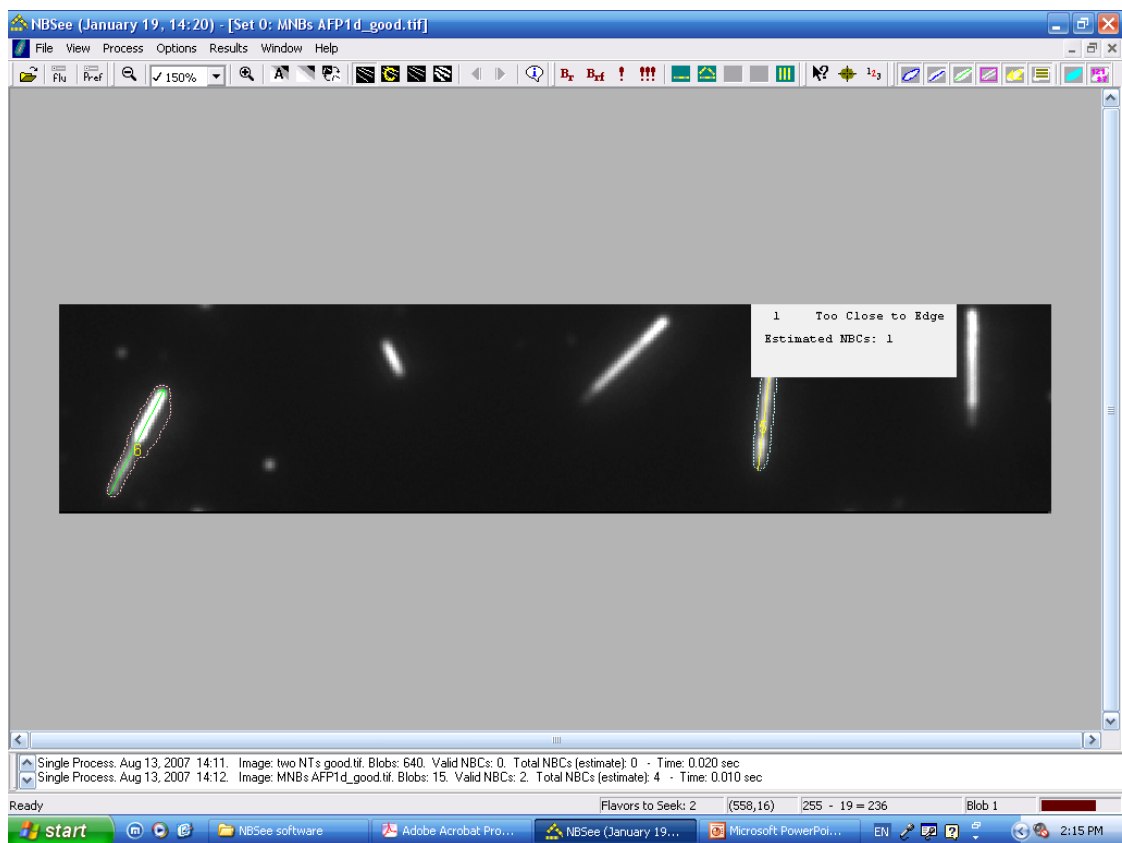 NBSee (January 19, 14:20) - [Set 0: MNBs AFP1d_good.tif]
File View Process Options Results Window Help
Flu Pref 150% A Br Brf ! !!! 1 2 3
1 Too Close to Edge
Estimated NBCs: 1
6
Single Process. Aug 13, 2007 14:11. Image: two NTs good.tif. Blobs: 640. Valid NBCs: 0. Total NBCs (estimate): 0 - Time: 0.020 sec
Single Process. Aug 13, 2007 14:12. Image: MNBs AFP1d_good.tif. Blobs: 15. Valid NBCs: 2. Total NBCs (estimate): 4 - Time: 0.010 sec
Ready Flavors to Seek: 2 (558,16) 255 - 19 = 236 Blob 1
start NBSee software Adobe Acrobat Pro... NBSee (January 19... Microsoft PowerPoi... EN 2:15 PM